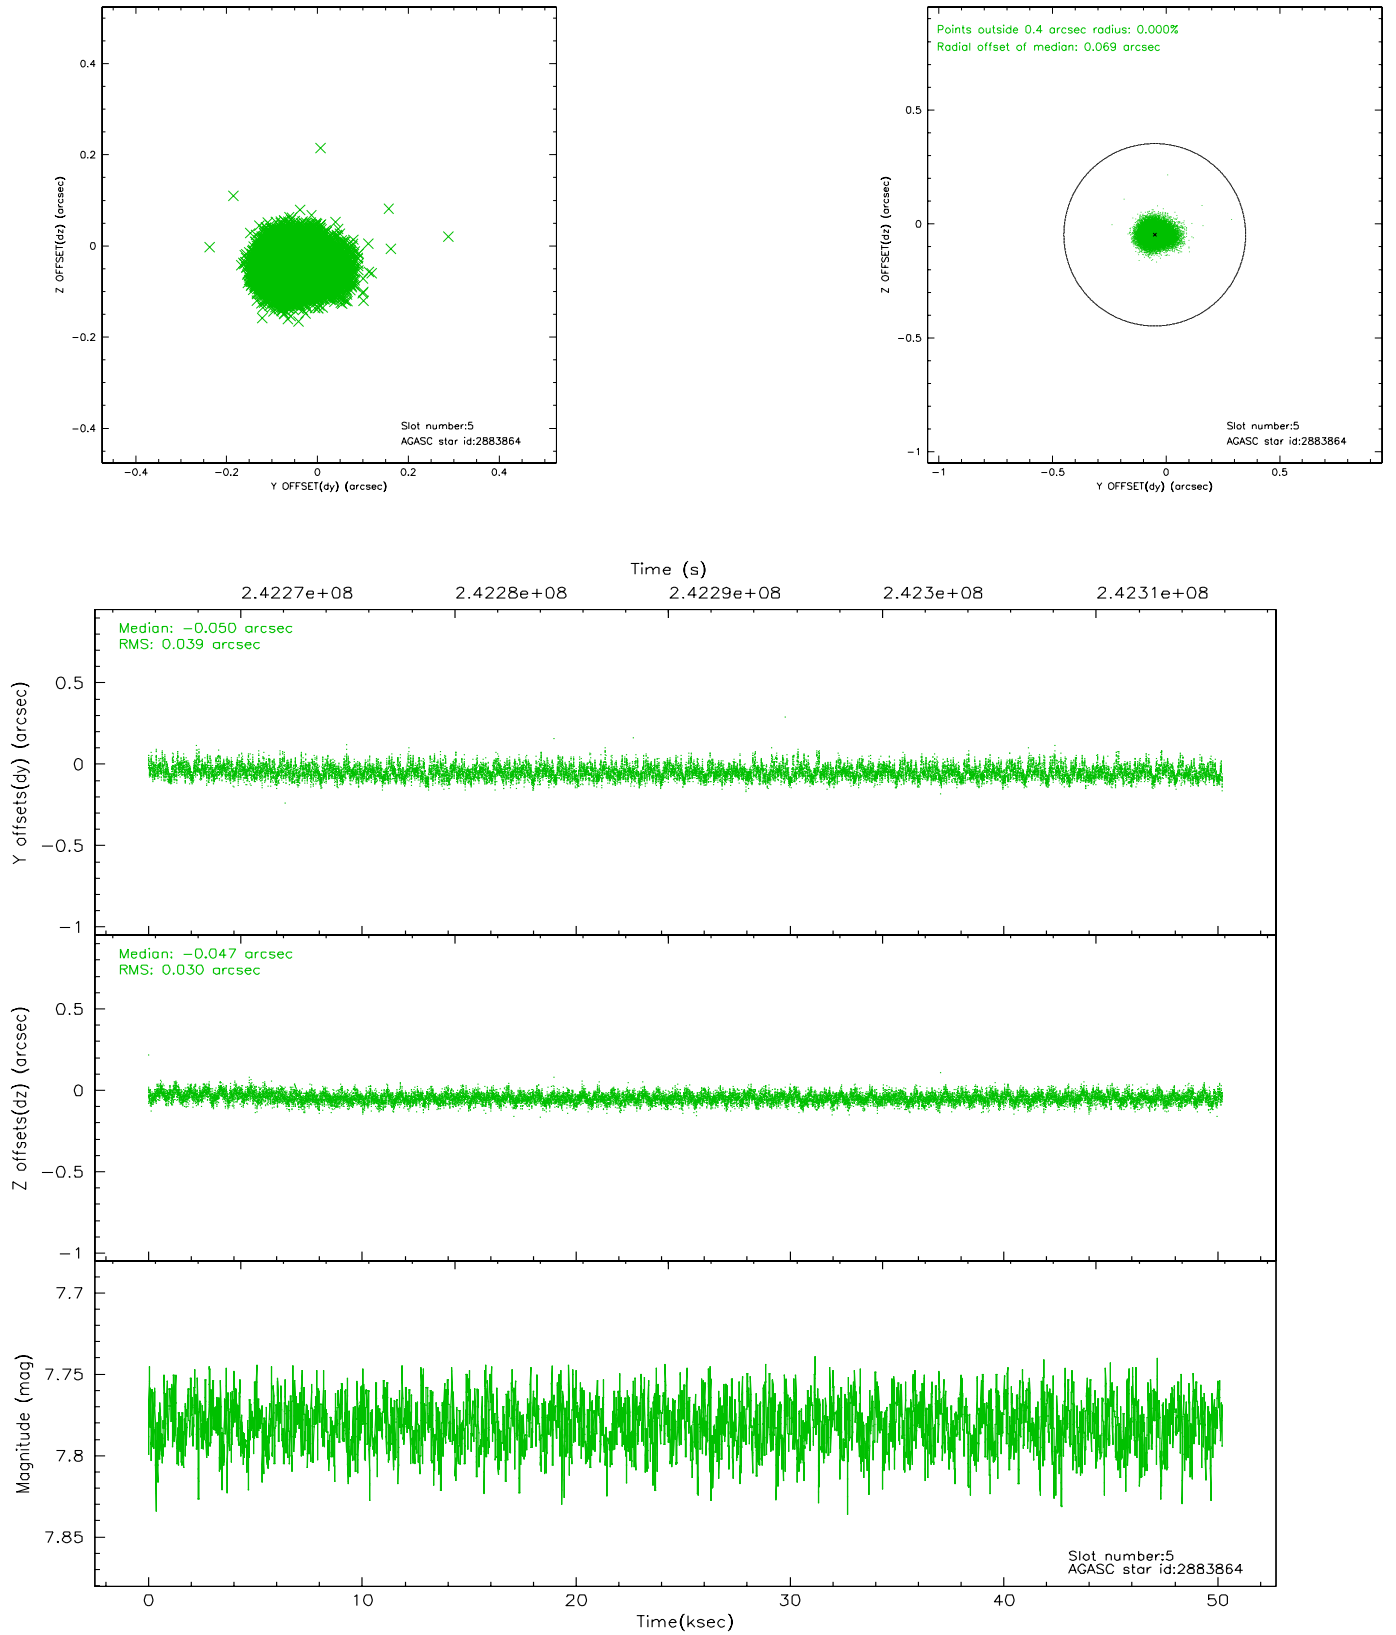 0.4
0.2
0
−0.2
−0.4
Z OFFSET(dz) (arcsec)
Slot number:5
AGASC star id:2883864
−0.4 −0.2 0 0.2 0.4
Y OFFSET(dy) (arcsec)
Points outside 0.4 arcsec radius: 0.000%
Radial offset of median: 0.069 arcsec
0.5
0
−0.5
−1
Z OFFSET(dz) (arcsec)
Slot number:5
AGASC star id:2883864
−1 −0.5 0 0.5
Y OFFSET(dy) (arcsec)
Time (s)
2.4227e+08 2.4228e+08 2.4229e+08 2.423e+08 2.4231e+08
Median: −0.050 arcsec
RMS: 0.039 arcsec
0.5
0
−0.5
−1
Y offsets(dy) (arcsec)
Median: −0.047 arcsec
RMS: 0.030 arcsec
0.5
0
−0.5
−1
Z offsets(dz) (arcsec)
7.7
7.75
7.8
7.85
Magnitude (mag)
Slot number:5
AGASC star id:2883864
0 10 20 30 40 50
Time(ksec)